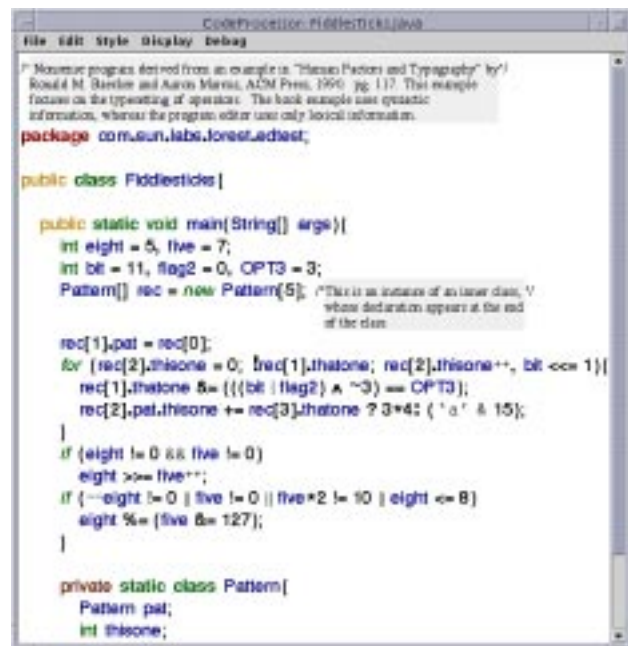 CodeProcessor: Fiddlesticks.java
File Edit Style Display Debug
/* Nonsense program derived from an example in "Human Factors and Typography" by*/
Ronald M. Baecker and Aaron Marcus, ACM Press, 1990. pg. 117. This example
focuses on the typesetting of operators. The book example uses syntactic
information, whereas the program editor uses only lexical information.
package com.sun.labs.forest.edtest;
public class Fiddlesticks{
public static void main(String[] args){
int eight = 5, five = 7;
int bit = 11, flag2 = 0, OPT3 = 3;
Pattern[] rec = new Pattern[5]; /*This is an instance of an inner class, */
whose declaration appears at the end
of the class
rec[1].pat = rec[0];
for (rec[2].thisone = 0; !rec[1].thatone; rec[2].thisone++, bit <<= 1){
rec[1].thatone &= (((bit | flag2) ∧ ~3) == OPT3);
rec[2].pat.thisone += rec[3].thatone ? 3*4: ( 'a' & 15);
}
if (eight != 0 && five != 0)
eight >>= five++;
if (--eight != 0 | five != 0 || five*2 != 10 | eight <= 8)
eight %= (five &= 127);
}
private static class Pattern{
Pattern pat;
int thisone;